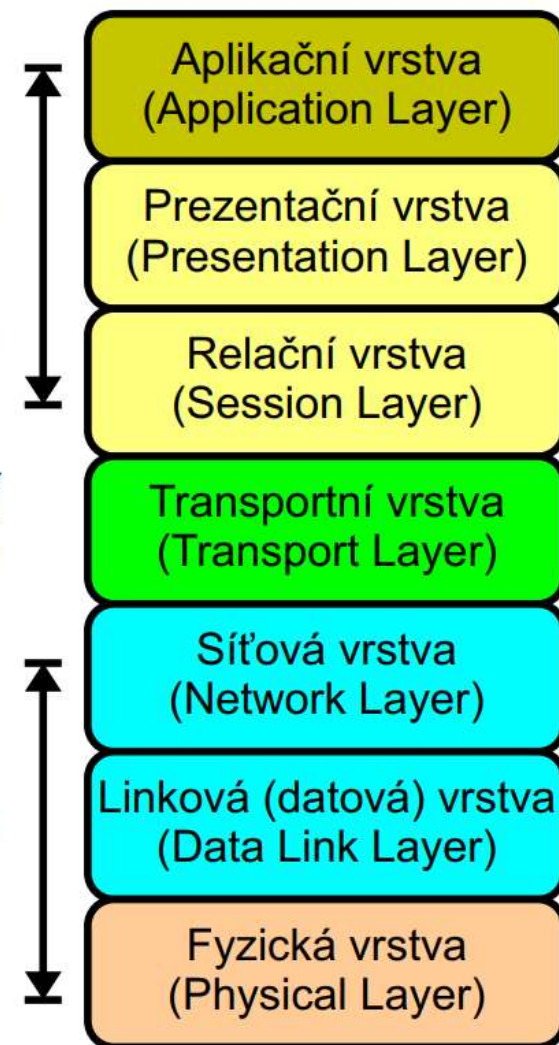 Aplikační vrstva
(Application Layer)
Prezentační vrstva
(Presentation Layer)
Relační vrstva
(Session Layer)
Transportní vrstva
(Transport Layer)
Síťová vrstva
(Network Layer)
Linková (datová) vrstva
(Data Link Layer)
Fyzická vrstva
(Physical Layer)